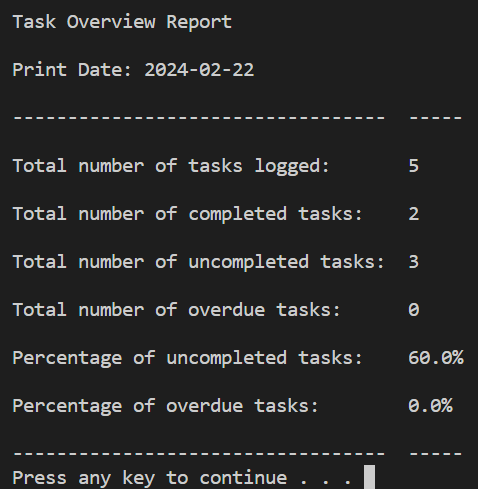 Task Overview Report
Print Date: 2024-02-22
----------------------------------  -----
Total number of tasks logged:       5
Total number of completed tasks:    2
Total number of uncompleted tasks:  3
Total number of overdue tasks:      0
Percentage of uncompleted tasks:    60.0%
Percentage of overdue tasks:        0.0%
----------------------------------  -----
Press any key to continue . . .